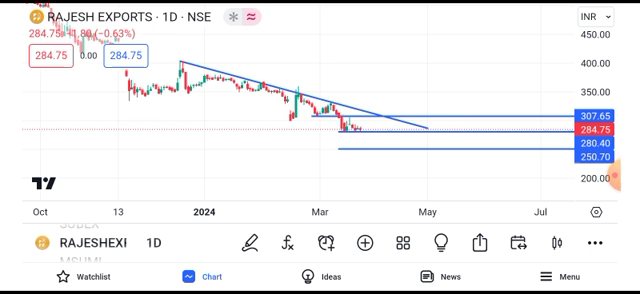 RAJESH EXPORTS · 1D · NSE
INR
284.75 −1.80 (−0.63%)
450.00
284.75 0.00 284.75
400.00
350.00
307.65
284.75
280.40
250.70
200.00
Oct 13 2024 Mar May Jul
RAJESHEXI 1D
Watchlist Chart Ideas News Menu